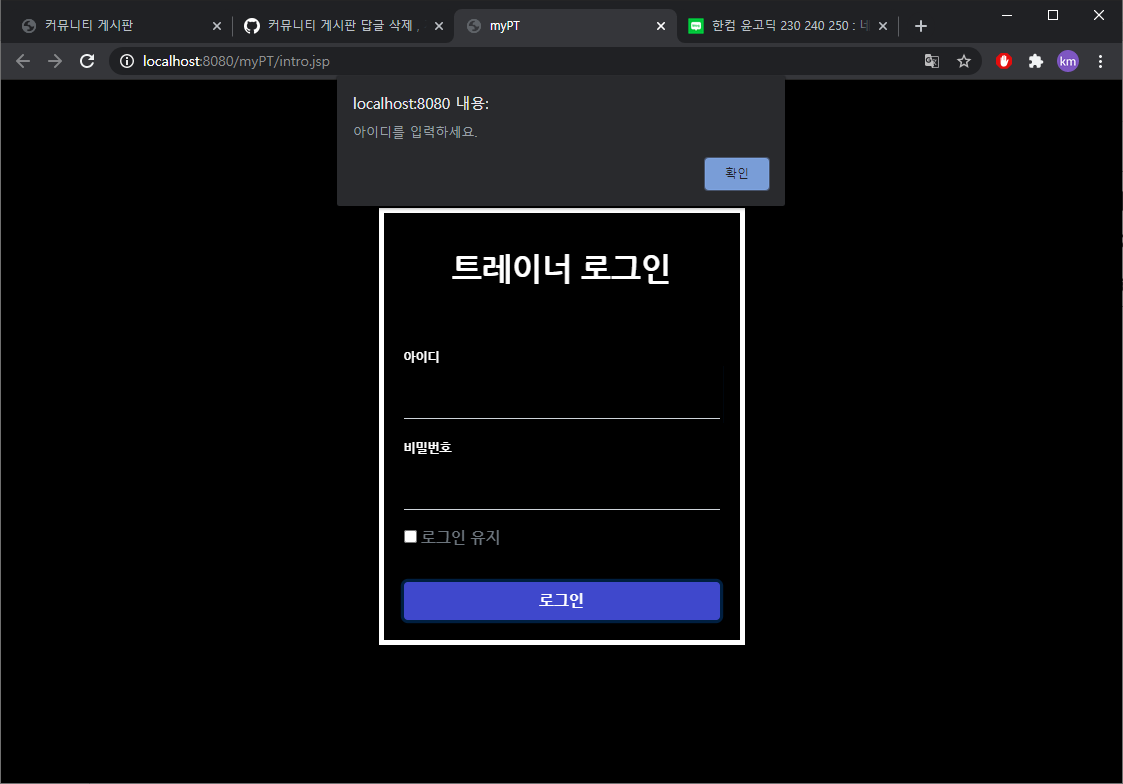 커뮤니티 게시판
커뮤니티 게시판 답글 삭제 ,
myPT
한컴 윤고딕 230 240 250 : 네
localhost:8080/myPT/intro.jsp
km
localhost:8080 내용:
아이디를 입력하세요.
확인
트레이너 로그인
아이디
비밀번호
로그인 유지
로그인